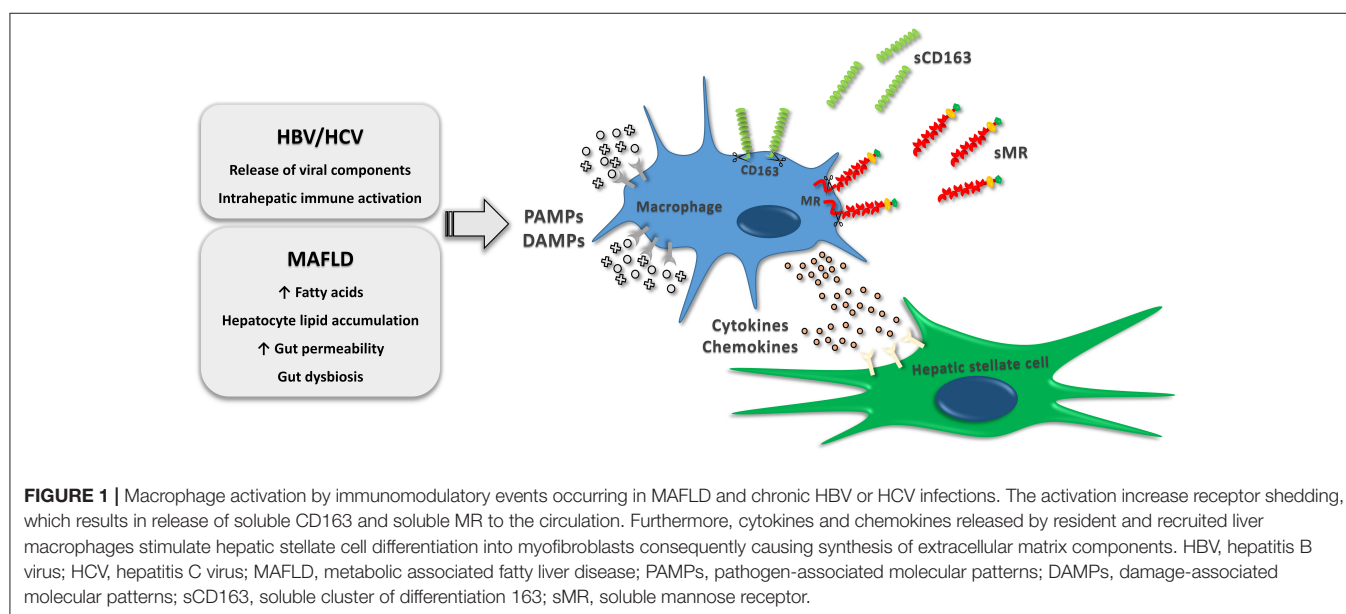 HBV/HCV
Release of viral components
Intrahepatic immune activation
MAFLD
↑ Fatty acids
Hepatocyte lipid accumulation
↑ Gut permeability
Gut dysbiosis
PAMPs
DAMPs
Macrophage
CD163
MR
sCD163
sMR
Cytokines
Chemokines
Hepatic stellate cell
FIGURE 1 | Macrophage activation by immunomodulatory events occurring in MAFLD and chronic HBV or HCV infections. The activation increase receptor shedding,
which results in release of soluble CD163 and soluble MR to the circulation. Furthermore, cytokines and chemokines released by resident and recruited liver
macrophages stimulate hepatic stellate cell differentiation into myofibroblasts consequently causing synthesis of extracellular matrix components. HBV, hepatitis B
virus; HCV, hepatitis C virus; MAFLD, metabolic associated fatty liver disease; PAMPs, pathogen-associated molecular patterns; DAMPs, damage-associated
molecular patterns; sCD163, soluble cluster of differentiation 163; sMR, soluble mannose receptor.